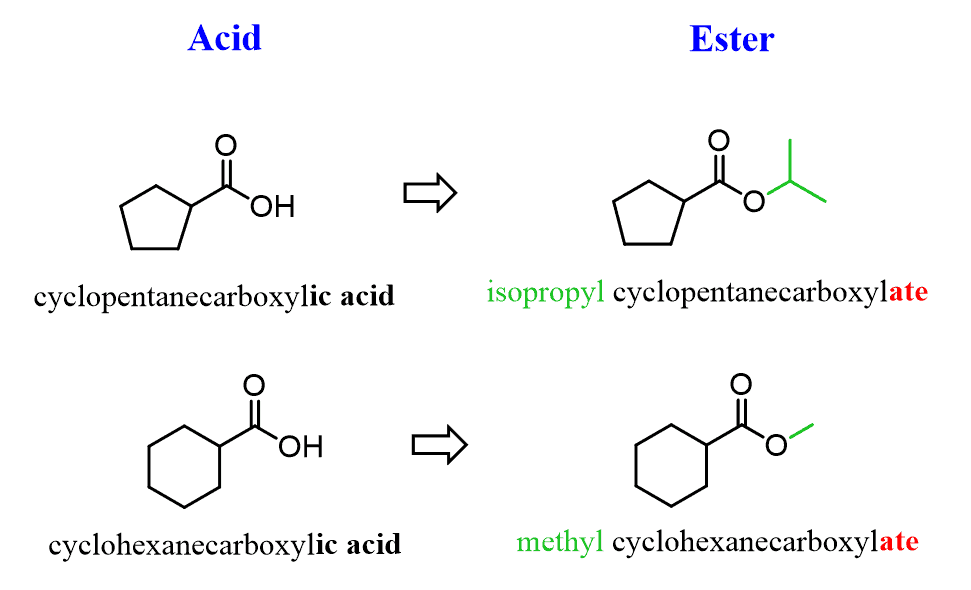 Acid
Ester
O
OH
O
O
cyclopentanecarboxylic acid
isopropyl cyclopentanecarboxylate
O
OH
O
O
cyclohexanecarboxylic acid
methyl cyclohexanecarboxylate